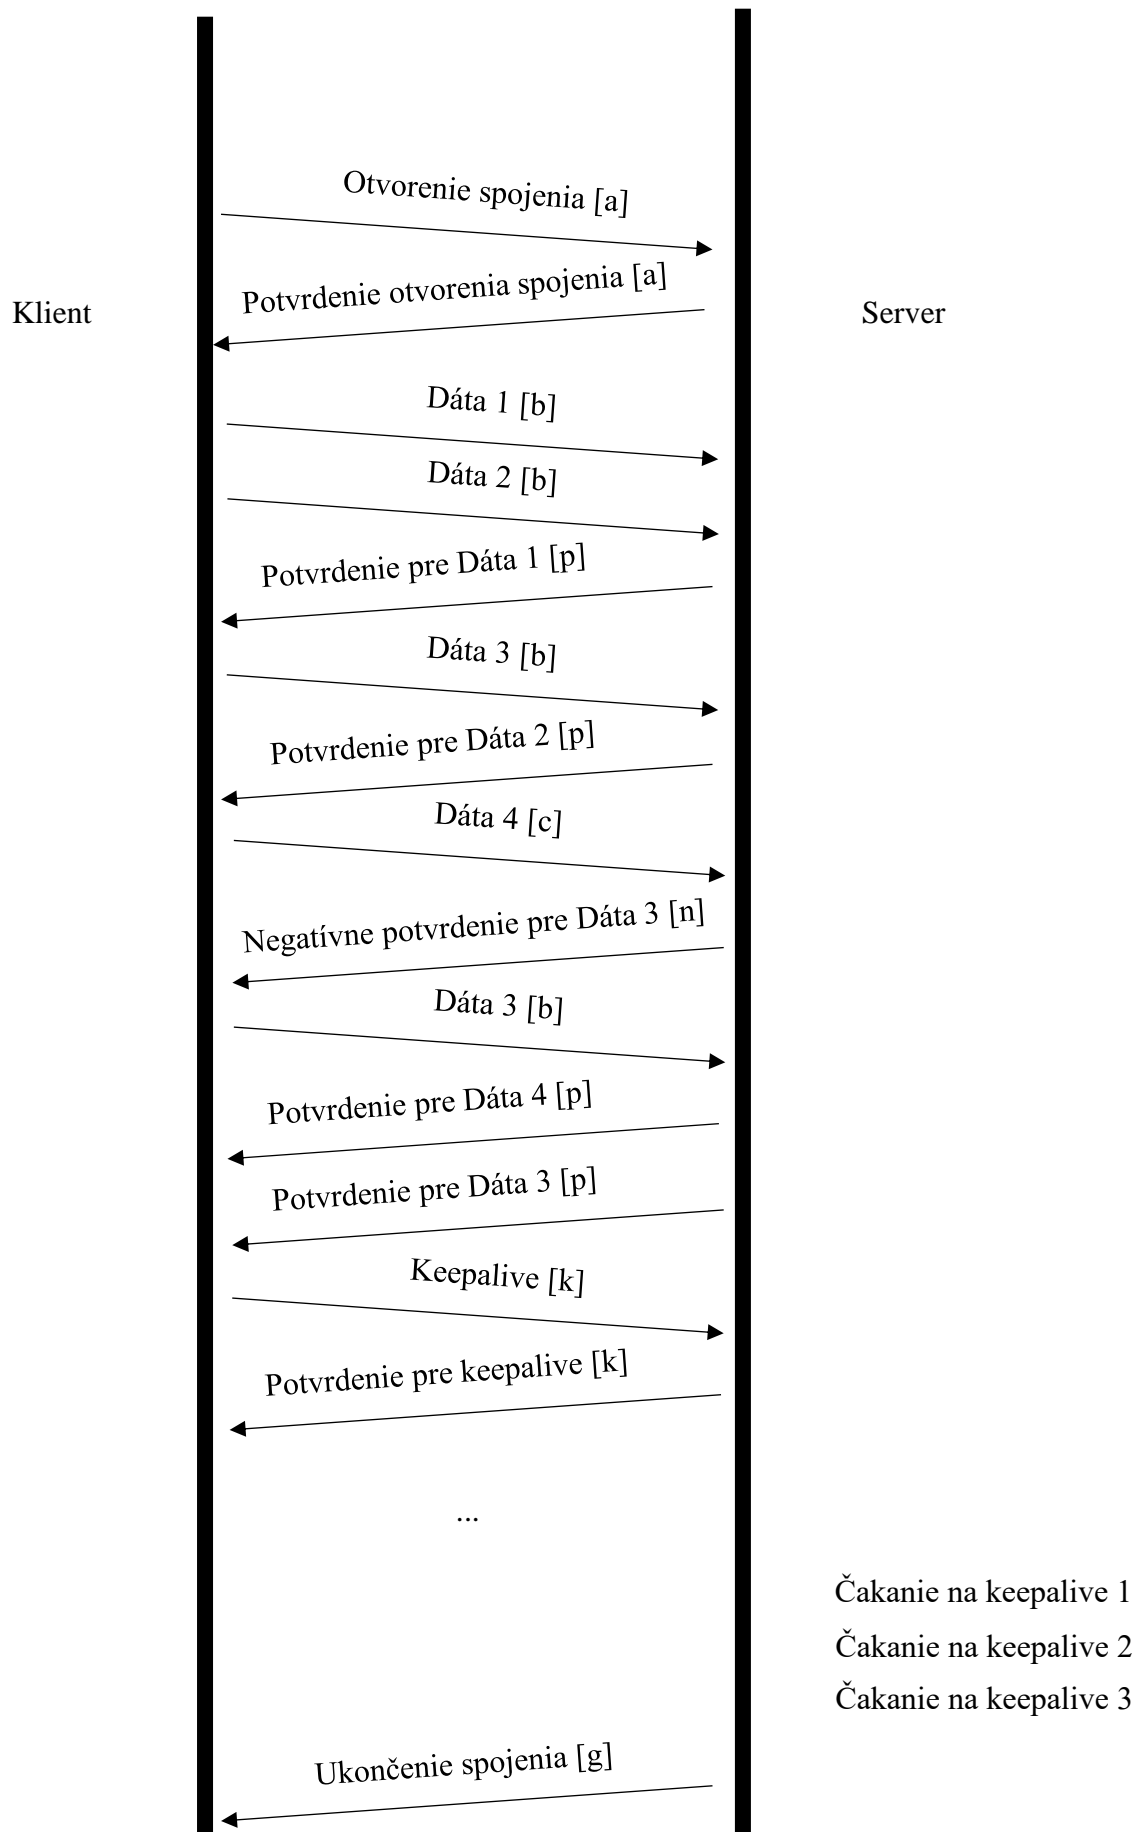 Otvorenie spojenia [a]
Potvrdenie otvorenia spojenia [a]
Klient
Server
Dáta 1 [b]
Dáta 2 [b]
Potvrdenie pre Dáta 1 [p]
Dáta 3 [b]
Potvrdenie pre Dáta 2 [p]
Dáta 4 [c]
Negatívne potvrdenie pre Dáta 3 [n]
Dáta 3 [b]
Potvrdenie pre Dáta 4 [p]
Potvrdenie pre Dáta 3 [p]
Keepalive [k]
Potvrdenie pre keepalive [k]
...
Čakanie na keepalive 1
Čakanie na keepalive 2
Čakanie na keepalive 3
Ukončenie spojenia [g]